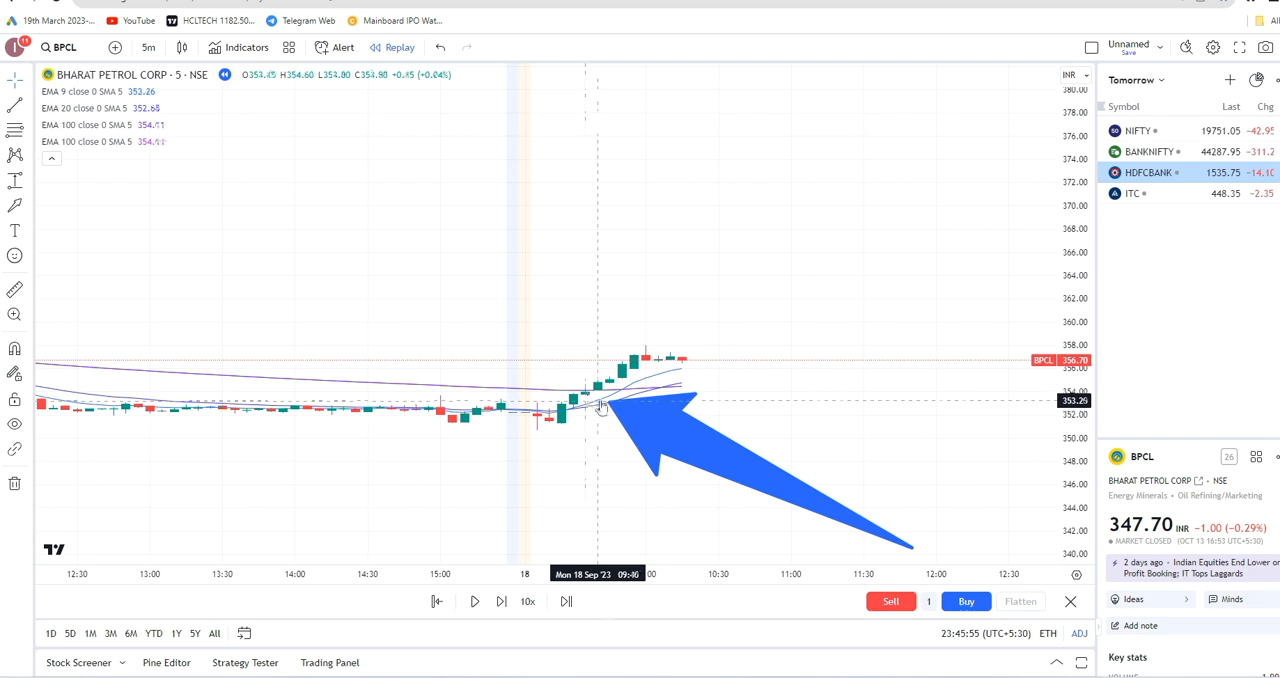 19th March 2023-... YouTube HCLTECH 1182.50... Telegram Web Mainboard IPO Wat... All
11 BPCL 5m Indicators Alert Replay Unnamed
Save
BHARAT PETROL CORP · 5 · NSE H354.60 +0.04%)
EMA 9 close 0 SMA 5 353.26
EMA 20 close 0 SMA 5 352.68
EMA 100 close 0 SMA 5
EMA 100 close 0 SMA 5
INR
380.00
378.00
376.00
374.00
372.00
370.00
368.00
366.00
364.00
362.00
360.00
358.00
BPCL 356.70
356.00
354.00
353.29
352.00
350.00
348.00
346.00
344.00
342.00
340.00
12:30 13:00 13:30 14:00 14:30 15:00 18 Mon 18 Sep '23 09:40 10:30 11:00 11:30 12:00 12:30
10x Sell 1 Buy Flatten
1D 5D 1M 3M 6M YTD 1Y 5Y All 23:45:55 (UTC+5:30) ETH ADJ
Stock Screener Pine Editor Strategy Tester Trading Panel
Tomorrow
Symbol Last Chg
NIFTY 19751.05 −42.95
BANKNIFTY 44287.95 −311.2
HDFCBANK 1535.75 −14.10
ITC 448.35 −2.35
BPCL 26
BHARAT PETROL CORP · NSE
Energy Minerals · Oil Refining/Marketing
347.70 INR −1.00 (−0.29%)
MARKET CLOSED (OCT 13 16:53 UTC+5:30)
2 days ago · Indian Equities End Lower on
Profit Booking; IT Tops Laggards
Ideas Minds
Add note
Key stats